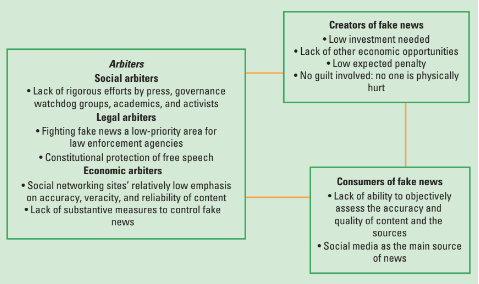 Arbiters
Social arbiters
• Lack of rigorous efforts by press, governance
watchdog groups, academics, and activists
Legal arbiters
• Fighting fake news a low-priority area for
law enforcement agencies
• Constitutional protection of free speech
Economic arbiters
• Social networking sites' relatively low emphasis
on accuracy, veracity, and reliability of content
• Lack of substantive measures to control fake
news
Creators of fake news
• Low investment needed
• Lack of other economic opportunities
• Low expected penalty
• No guilt involved: no one is physically
hurt
Consumers of fake news
• Lack of ability to objectively
assess the accuracy and
quality of content and the
sources
• Social media as the main source
of news